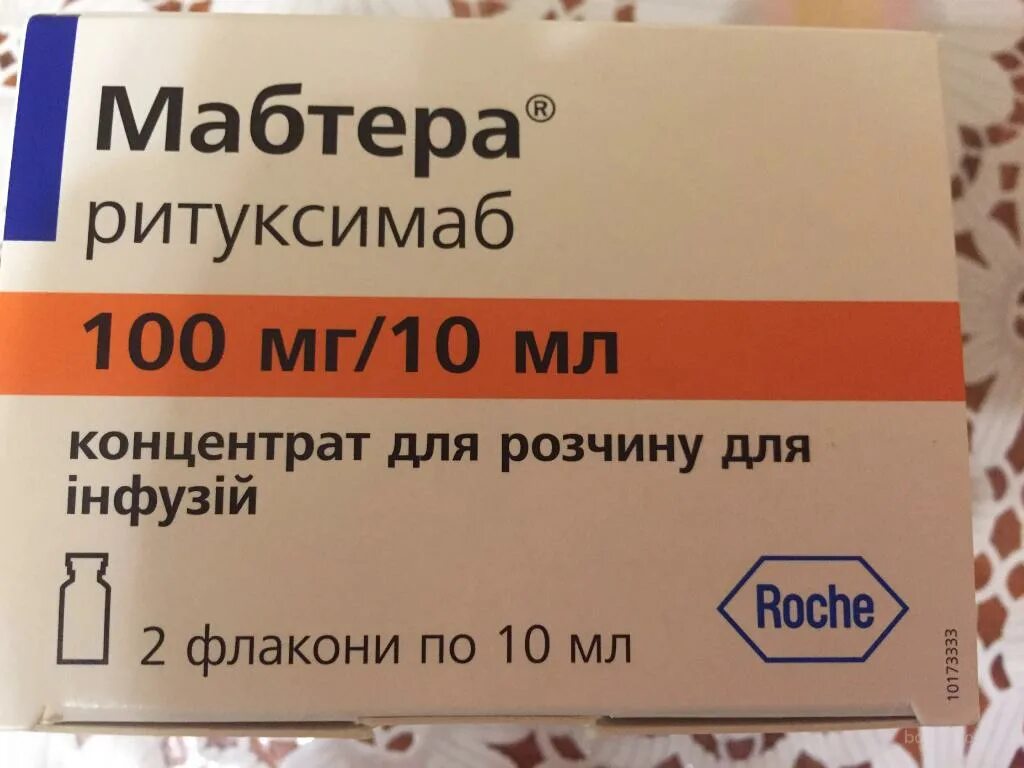 Мабтера®
ритуксимаб
100 мг/10 мл
концентрат для розчину для
інфузій
2 флакони по 10 мл
Roche
10173333